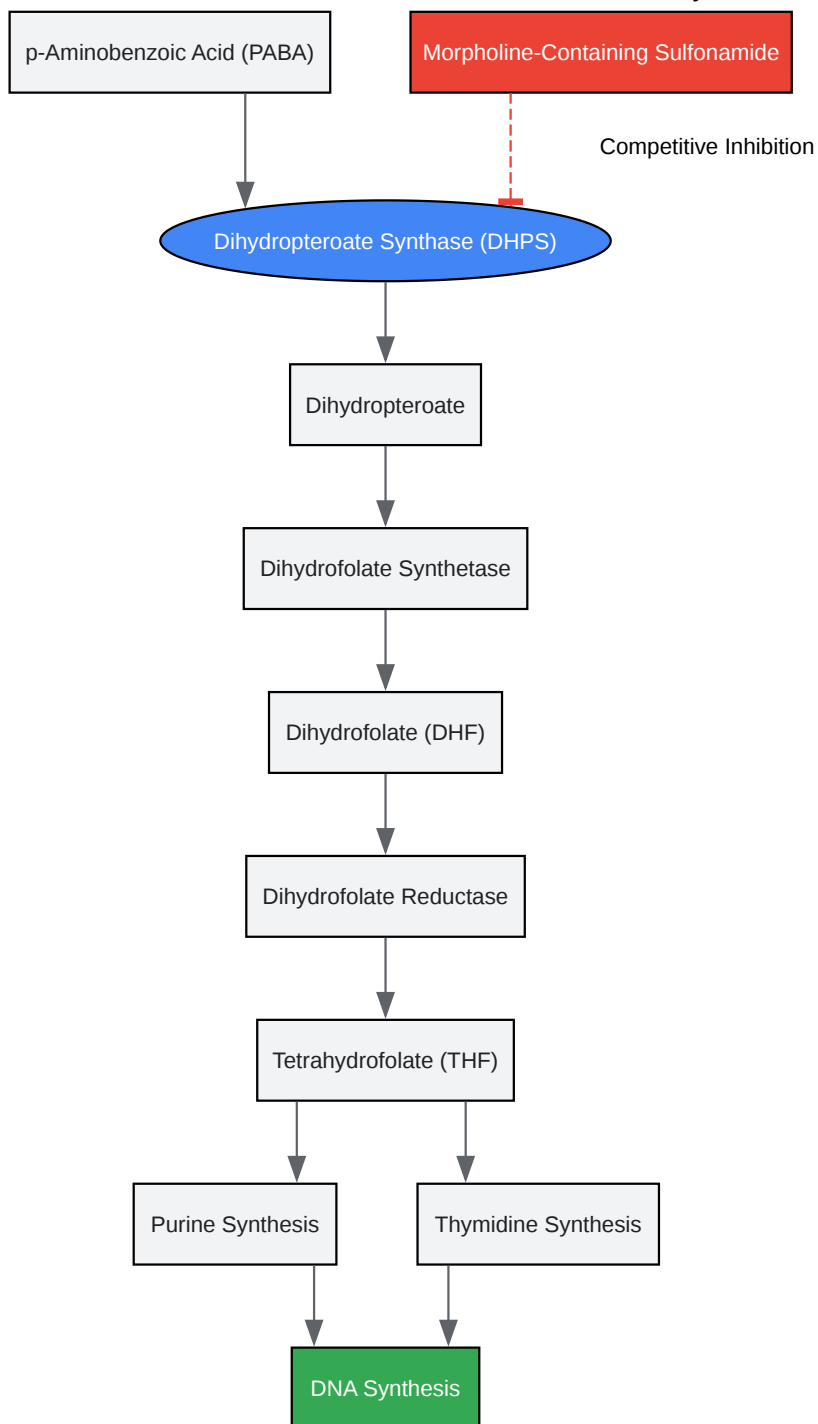 p-Aminobenzoic Acid (PABA)
Morpholine-Containing Sulfonamide
Competitive Inhibition
Dihydropteroate Synthase (DHPS)
Dihydropteroate
Dihydrofolate Synthetase
Dihydrofolate (DHF)
Dihydrofolate Reductase
Tetrahydrofolate (THF)
Purine Synthesis
Thymidine Synthesis
DNA Synthesis